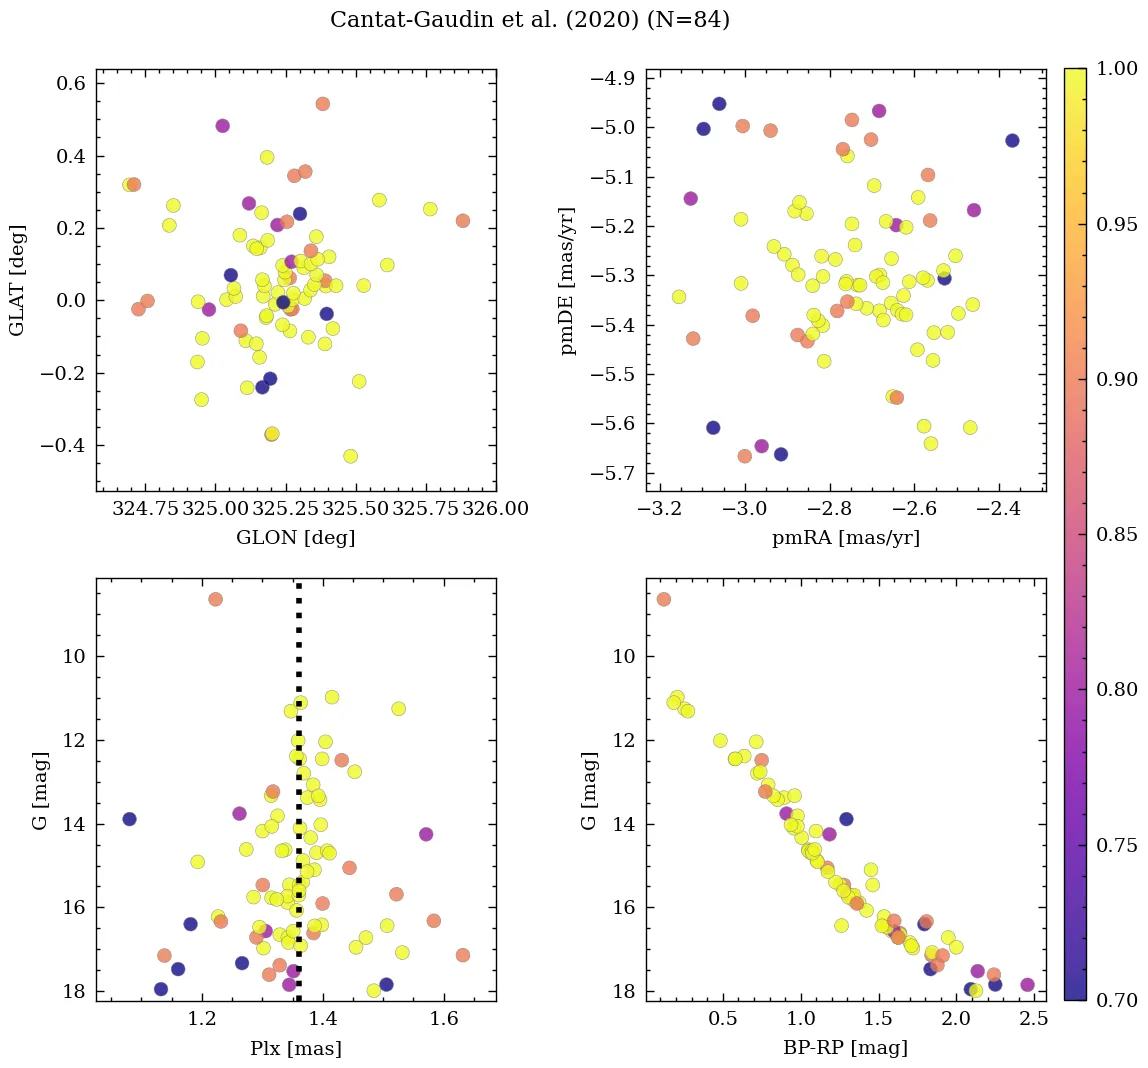 Cantat-Gaudin et al. (2020) (N=84)
0.6
0.4
0.2
0.0
−0.2
−0.4
GLAT [deg]
324.75 325.00 325.25 325.50 325.75 326.00
GLON [deg]
−4.9
−5.0
−5.1
−5.2
−5.3
−5.4
−5.5
−5.6
−5.7
pmDE [mas/yr]
−3.2 −3.0 −2.8 −2.6 −2.4
pmRA [mas/yr]
10
12
14
16
18
G [mag]
1.2 1.4 1.6
Plx [mas]
10
12
14
16
18
G [mag]
0.5 1.0 1.5 2.0 2.5
BP-RP [mag]
1.00
0.95
0.90
0.85
0.80
0.75
0.70